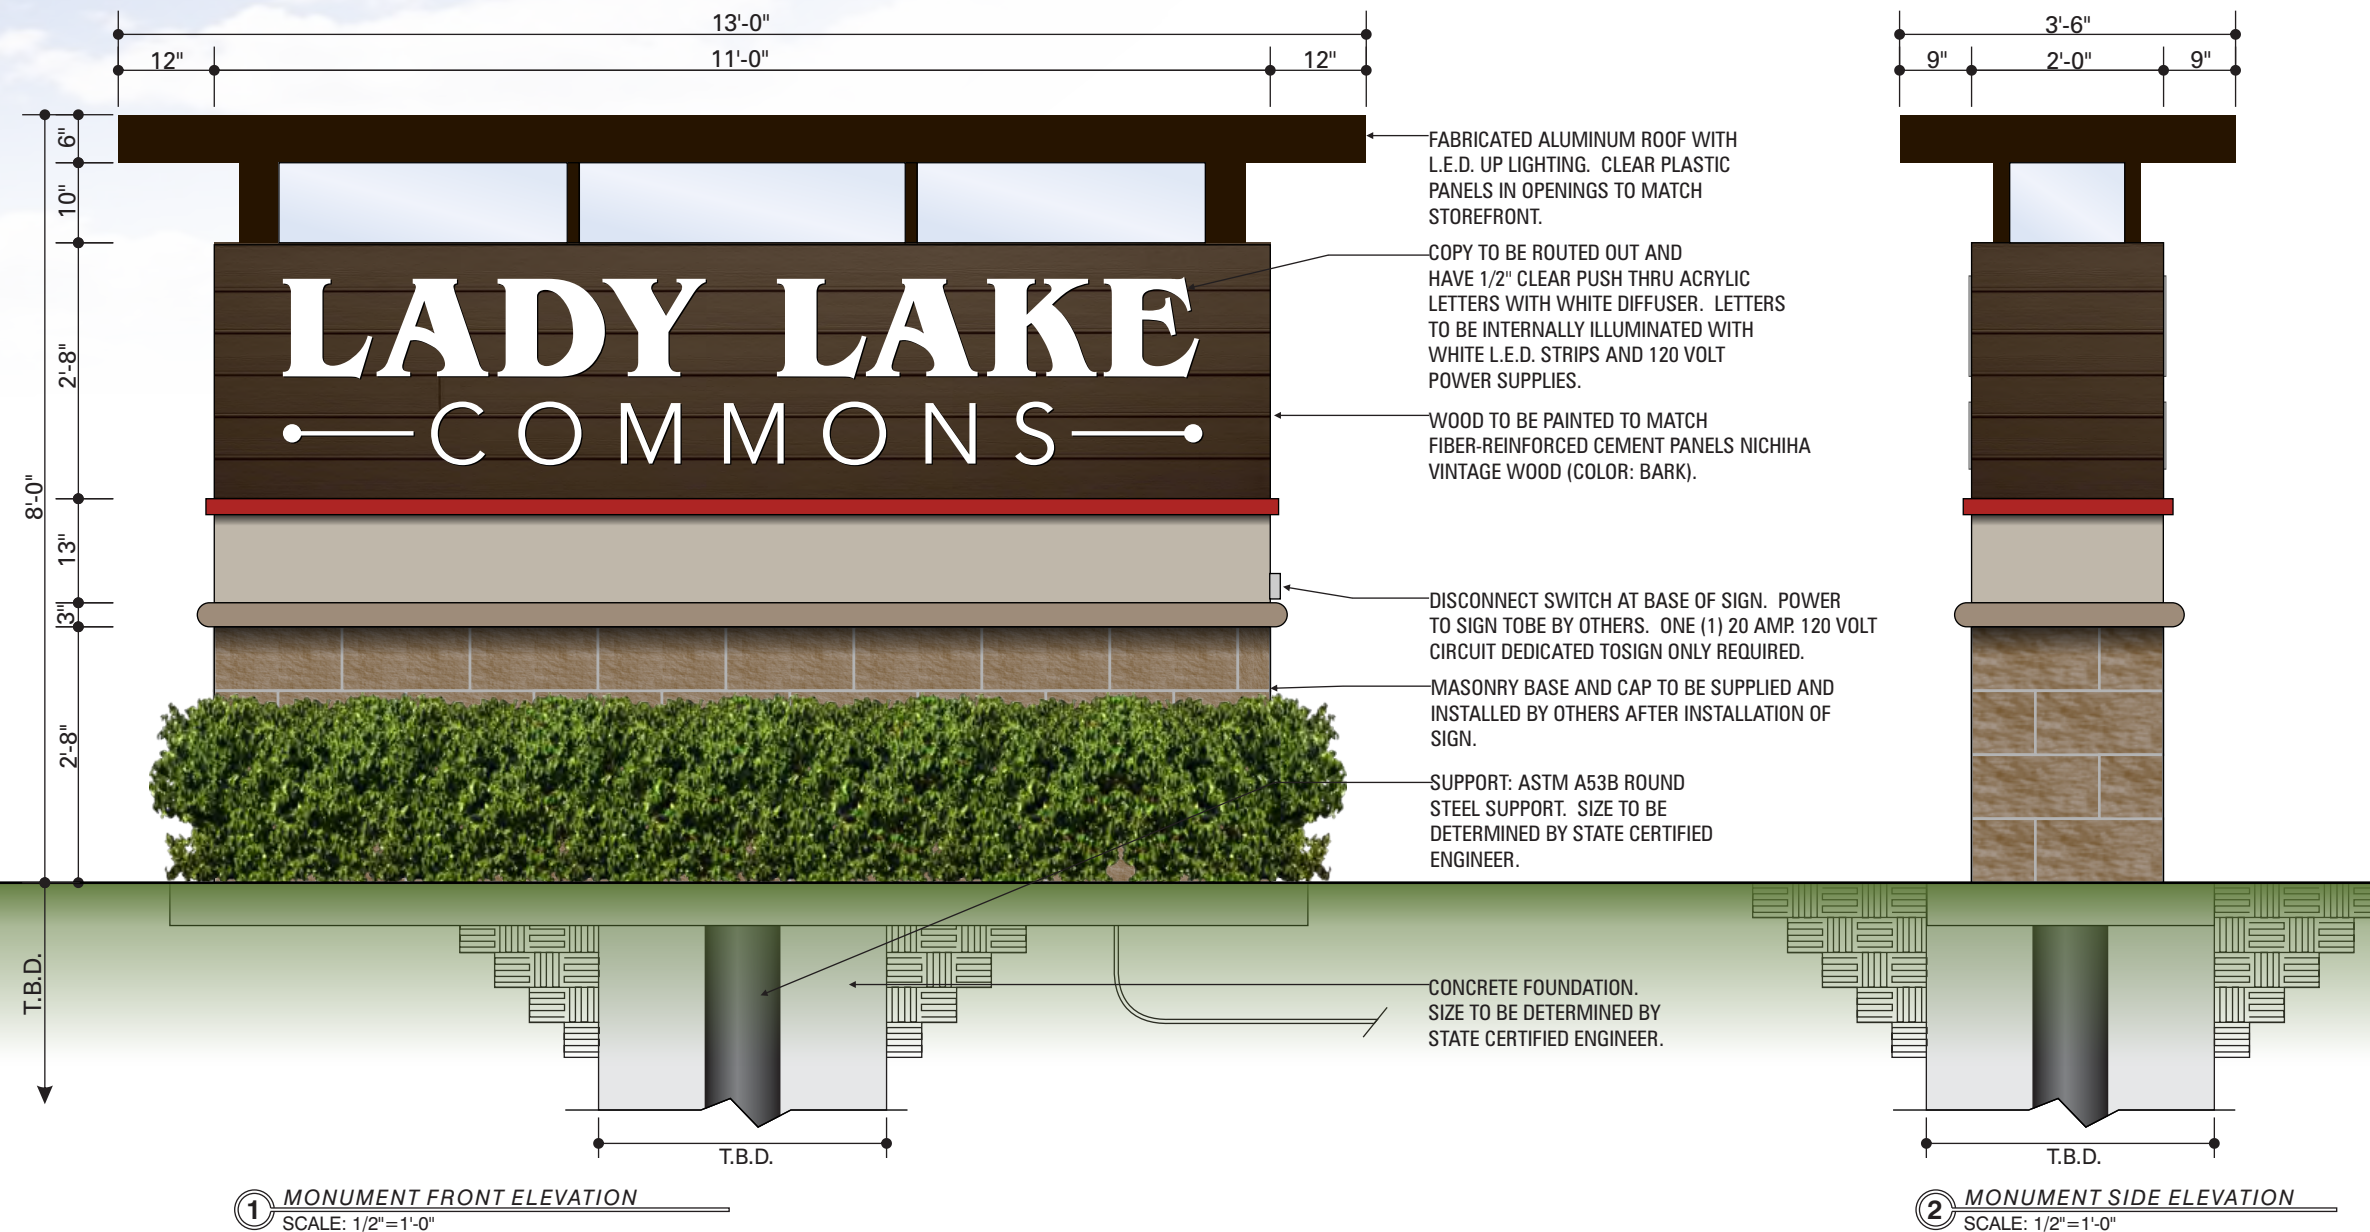 13'-0"
12"
11'-0"
12"
3'-6"
9"
2'-0"
9"
6"
10"
2'-8"
13"
3"
2'-8"
8'-0"
T.B.D.
LADY LAKE
COMMONS
FABRICATED ALUMINUM ROOF WITH
L.E.D. UP LIGHTING. CLEAR PLASTIC
PANELS IN OPENINGS TO MATCH
STOREFRONT.
COPY TO BE ROUTED OUT AND
HAVE 1/2" CLEAR PUSH THRU ACRYLIC
LETTERS WITH WHITE DIFFUSER. LETTERS
TO BE INTERNALLY ILLUMINATED WITH
WHITE L.E.D. STRIPS AND 120 VOLT
POWER SUPPLIES.
WOOD TO BE PAINTED TO MATCH
FIBER-REINFORCED CEMENT PANELS NICHIHA
VINTAGE WOOD (COLOR: BARK).
DISCONNECT SWITCH AT BASE OF SIGN. POWER
TO SIGN TOBE BY OTHERS. ONE (1) 20 AMP. 120 VOLT
CIRCUIT DEDICATED TOSIGN ONLY REQUIRED.
MASONRY BASE AND CAP TO BE SUPPLIED AND
INSTALLED BY OTHERS AFTER INSTALLATION OF
SIGN.
SUPPORT: ASTM A53B ROUND
STEEL SUPPORT. SIZE TO BE
DETERMINED BY STATE CERTIFIED
ENGINEER.
CONCRETE FOUNDATION.
SIZE TO BE DETERMINED BY
STATE CERTIFIED ENGINEER.
T.B.D.
T.B.D.
1 MONUMENT FRONT ELEVATION
SCALE: 1/2"=1'-0"
2 MONUMENT SIDE ELEVATION
SCALE: 1/2"=1'-0"